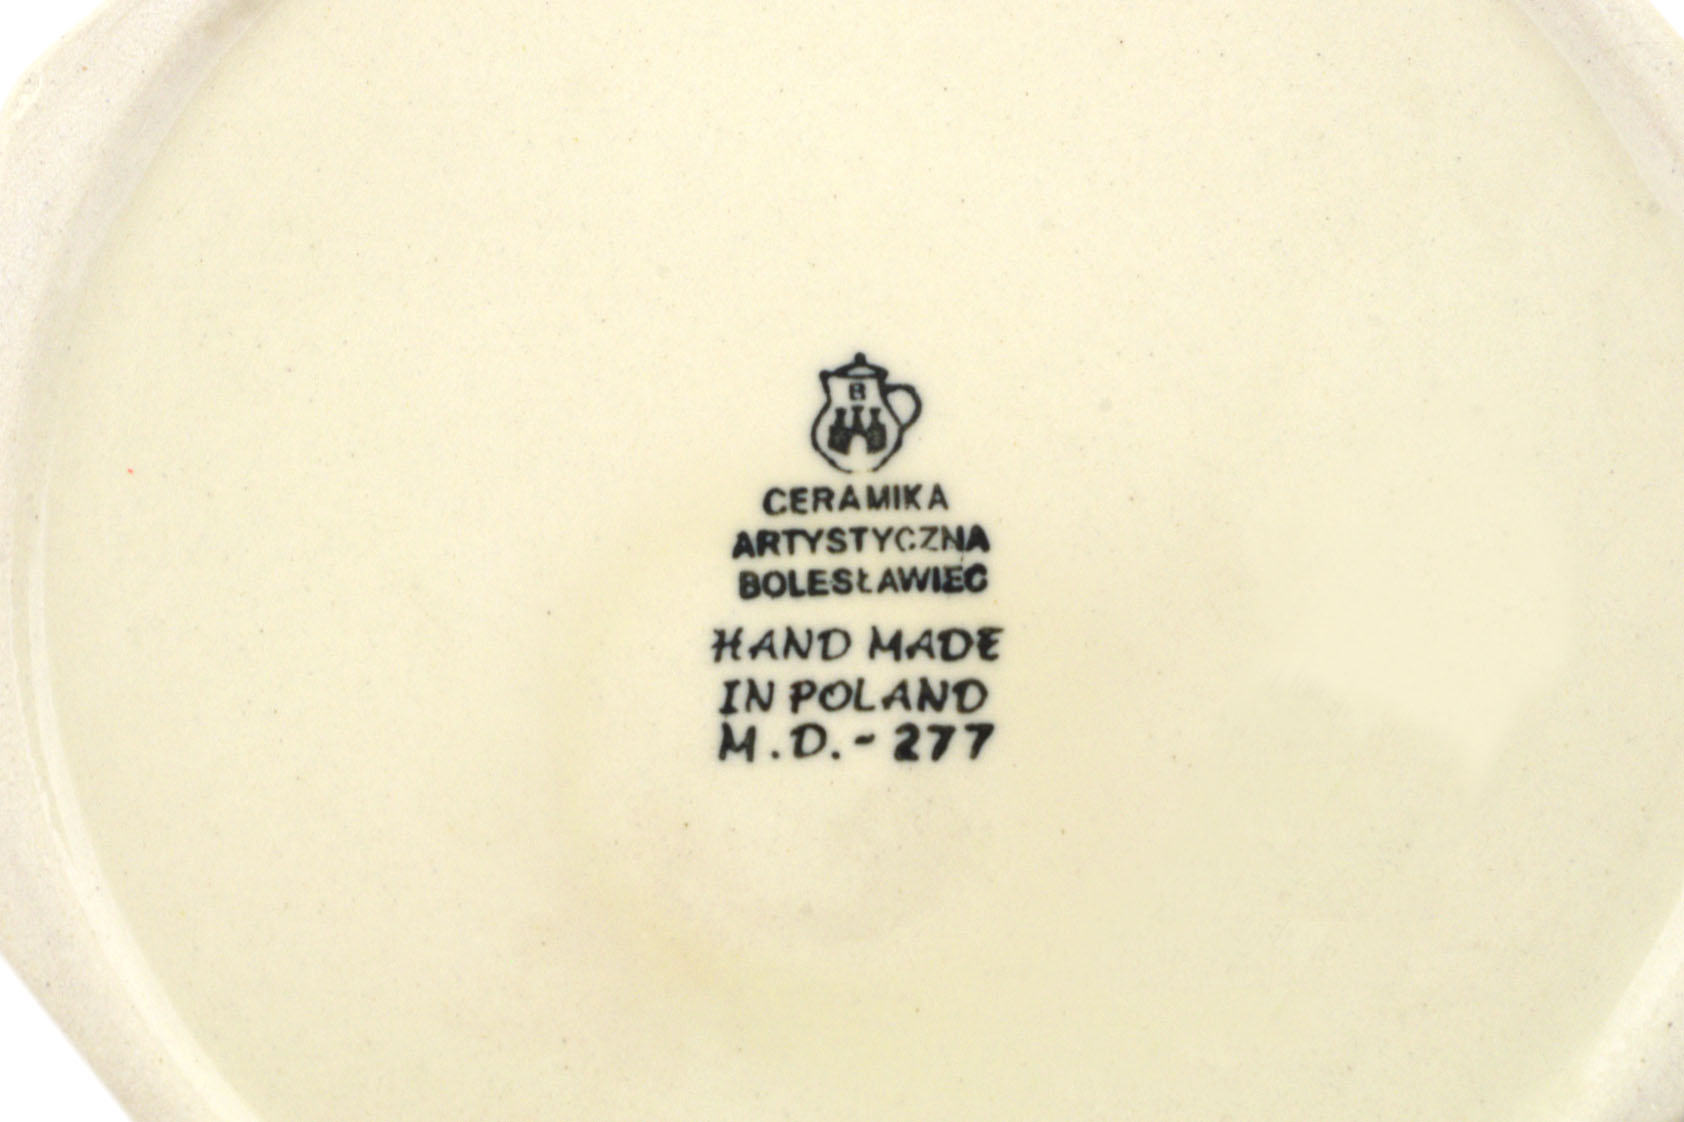 B
CERAMIKA
ARTYSTYCZNA
BOLESŁAWIEC
HAND MADE
IN POLAND
M.D.-277